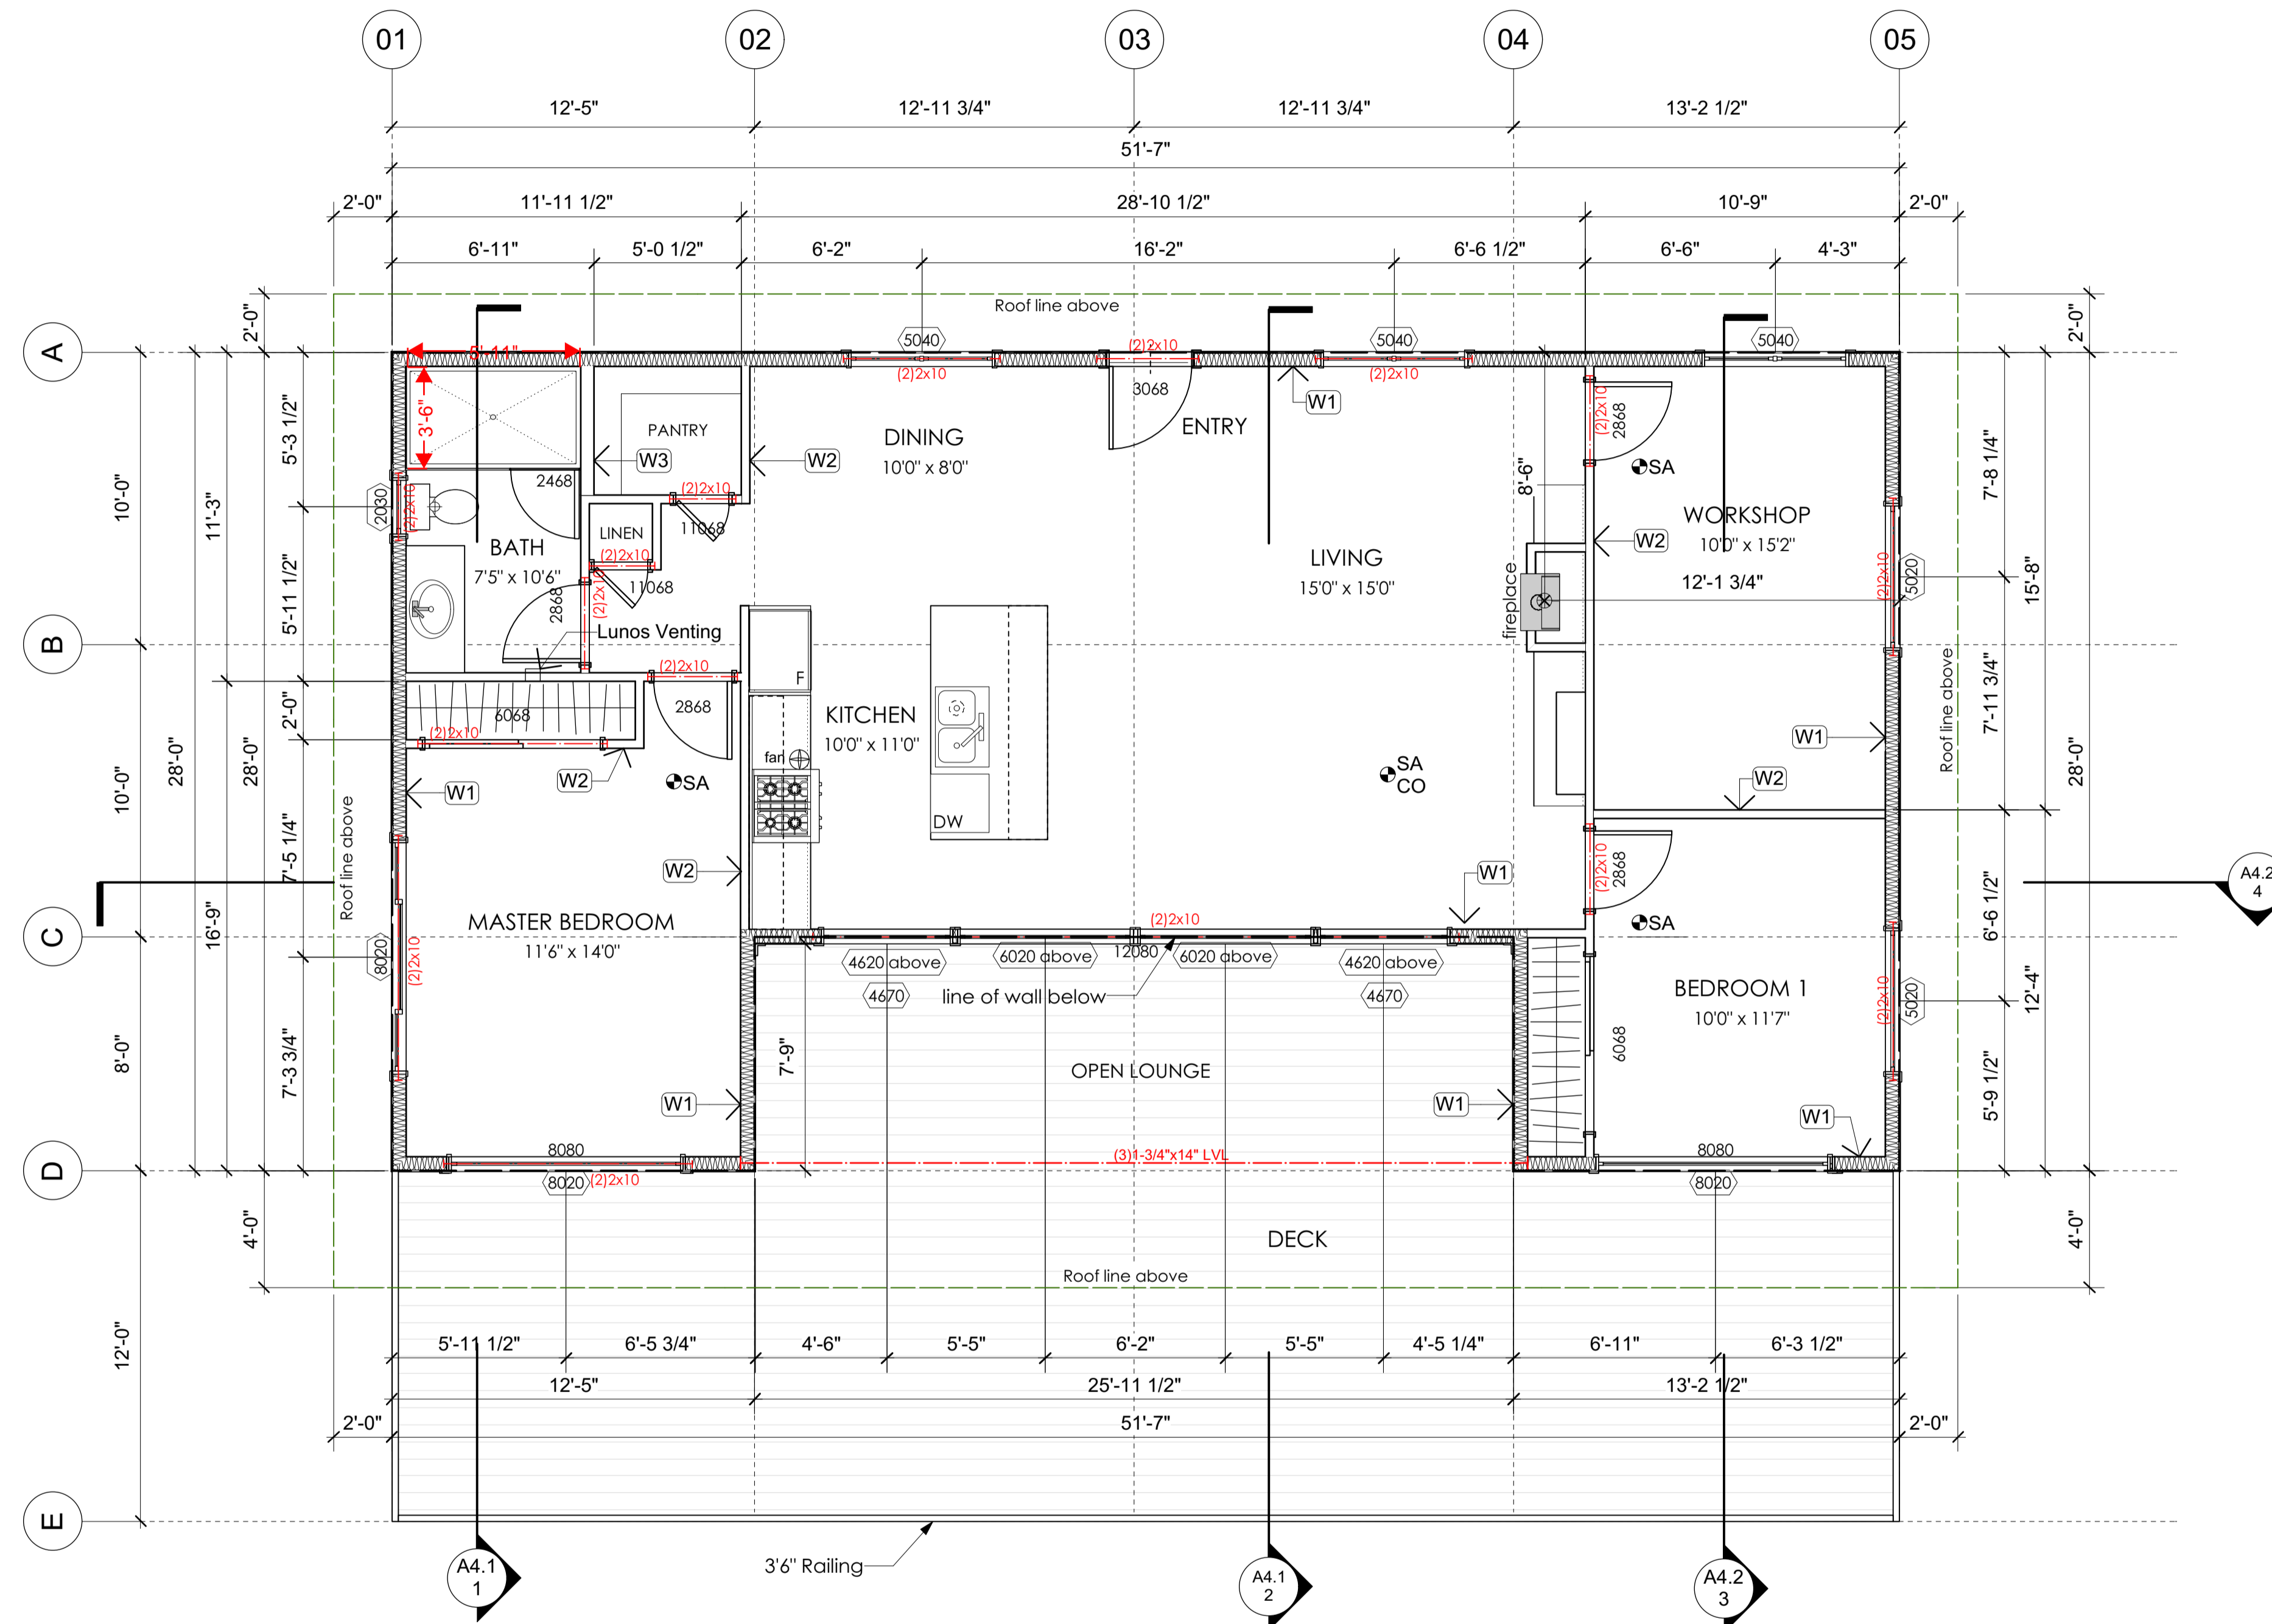 01 02 03 04 05
12'-5" 12'-11 3/4" 12'-11 3/4" 13'-2 1/2"
51'-7"
2'-0" 11'-11 1/2" 28'-10 1/2" 10'-9" 2'-0"
6'-11" 5'-0 1/2" 6'-2" 16'-2" 6'-6 1/2" 6'-6" 4'-3"
Roof line above
2'-0"
2'-0"
A
5040
5040
5040
(2)2x10
(2)2x10
(2)2x10
3068
ENTRY
W1
3'-6"
PANTRY
W3
W2
DINING
10'0" x 8'0"
(2)2x10
2868
SA
8'-6"
5'-3 1/2"
10'-0"
11'-3"
7'-8 1/4"
2030
(2)2x10
2468
(2)2x10
11068
LINEN
(2)2x10
11068
BATH
7'5" x 10'6"
2868
(2)2x10
WORKSHOP
10'0" x 15'2"
W2
12'-1 3/4"
LIVING
15'0" x 15'0"
fireplace
(2)2x10
5020
15'-8"
5'-11 1/2"
B
Lunos Venting
(2)2x10
F
2868
6068
(2)2x10
2'-0"
28'-0"
28'-0"
10'-0"
KITCHEN
10'0" x 11'0"
fan
W2
SA
W1
W1
W2
SA
CO
DW
7'-11 3/4"
Roof line above
28'-0"
Roof line above
7'-5 1/4"
16'-9"
W2
W1
(2)2x10
2868
SA
6'-6 1/2"
A4.2
4
C
MASTER BEDROOM
11'6" x 14'0"
8020
(2)2x10
(2)2x10
4620 above
6020 above
12080
6020 above
4620 above
4670
line of wall below
4670
BEDROOM 1
10'0" x 11'7"
6068
(2)2x10
5020
12'-4"
8'-0"
7'-3 3/4"
7'-9"
OPEN LOUNGE
W1
W1
W1
5'-9 1/2"
D
8080
8020
(2)2x10
(3)1-3/4"x14" LVL
8080
8020
4'-0"
4'-0"
DECK
Roof line above
12'-0"
5'-11 1/2" 6'-5 3/4" 4'-6" 5'-5" 6'-2" 5'-5" 4'-5 1/4" 6'-11" 6'-3 1/2"
12'-5" 25'-11 1/2" 13'-2 1/2"
2'-0" 51'-7" 2'-0"
E
3'6" Railing
A4.1
1
A4.1
2
A4.2
3